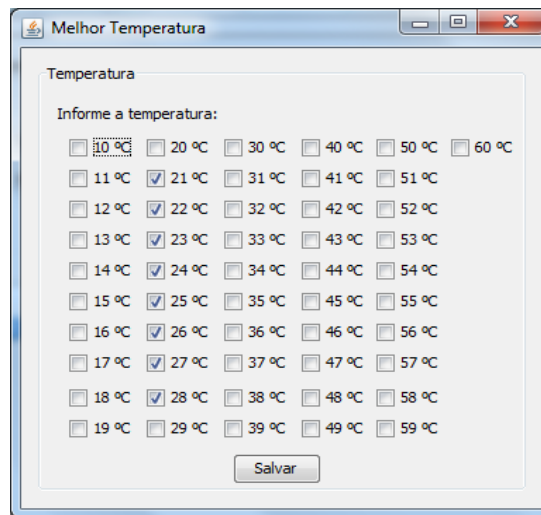 Melhor Temperatura
Temperatura
Informe a temperatura:
10 ºC 20 ºC 30 ºC 40 ºC 50 ºC 60 ºC
11 ºC 21 ºC 31 ºC 41 ºC 51 ºC
12 ºC 22 ºC 32 ºC 42 ºC 52 ºC
13 ºC 23 ºC 33 ºC 43 ºC 53 ºC
14 ºC 24 ºC 34 ºC 44 ºC 54 ºC
15 ºC 25 ºC 35 ºC 45 ºC 55 ºC
16 ºC 26 ºC 36 ºC 46 ºC 56 ºC
17 ºC 27 ºC 37 ºC 47 ºC 57 ºC
18 ºC 28 ºC 38 ºC 48 ºC 58 ºC
19 ºC 29 ºC 39 ºC 49 ºC 59 ºC
Salvar